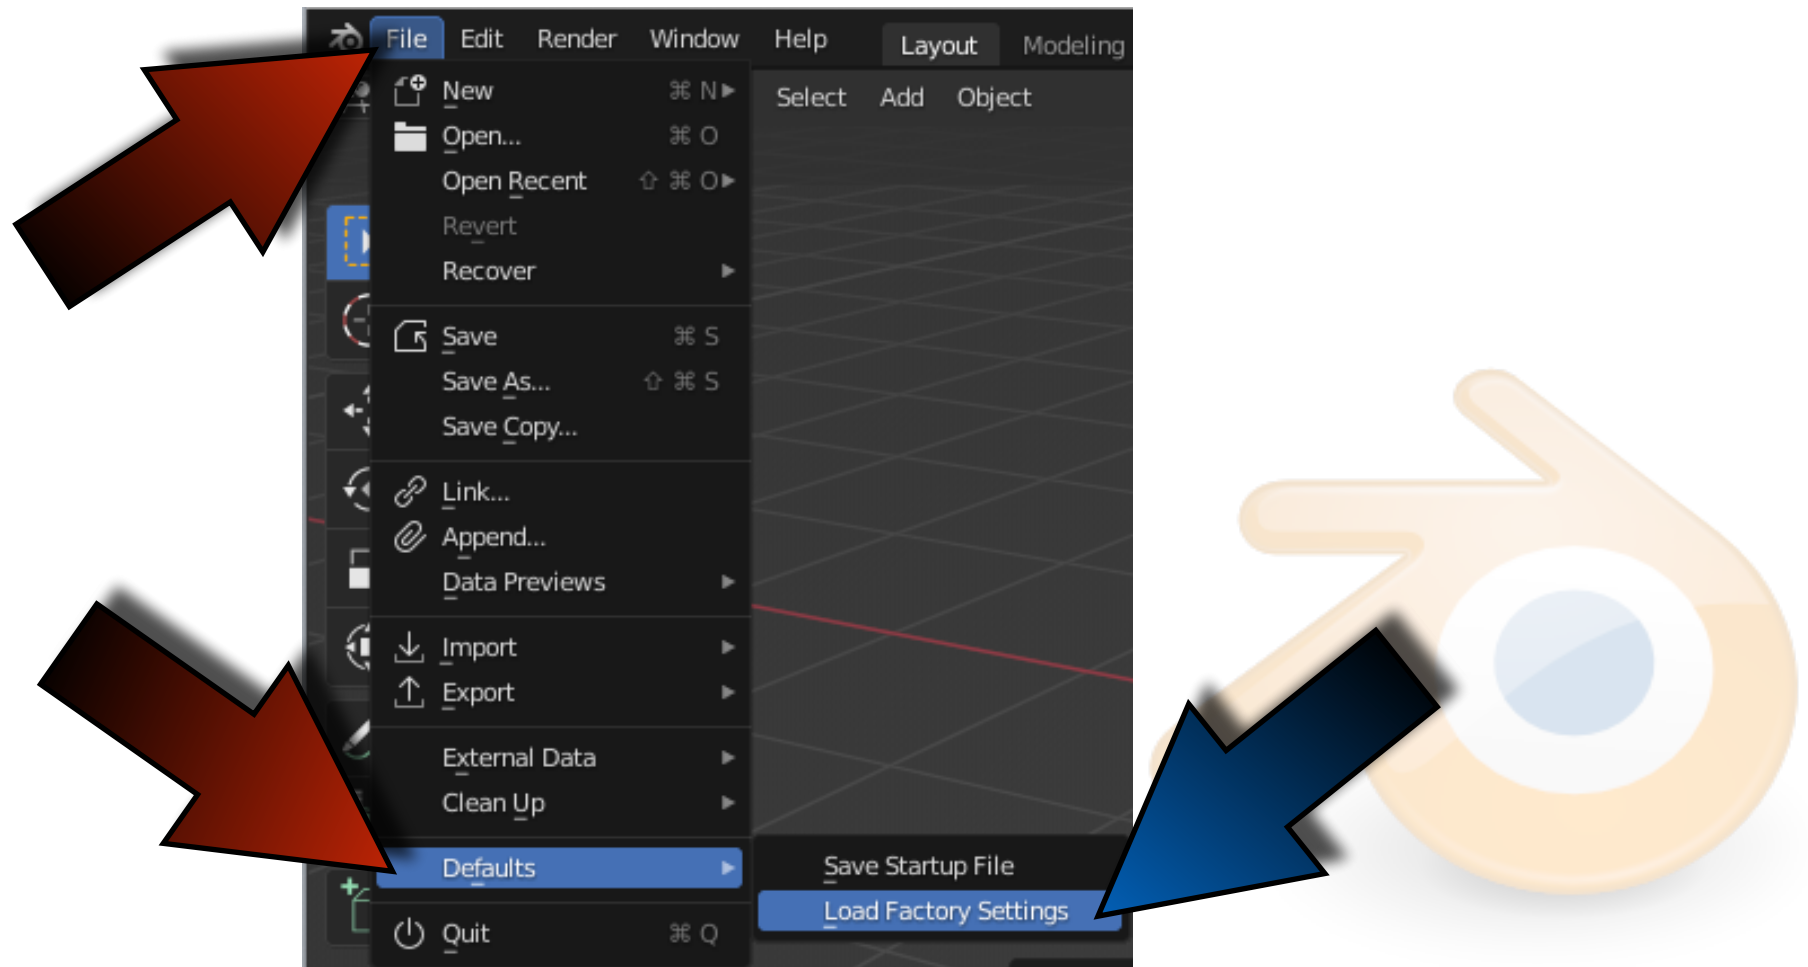 File Edit Render Window Help Layout Modeling
Select Add Object
New ⌘ N
Open... ⌘ O
Open Recent ⇧ ⌘ O
Revert
Recover
Save ⌘ S
Save As... ⇧ ⌘ S
Save Copy...
Link...
Append...
Data Previews
Import
Export
External Data
Clean Up
Defaults
Save Startup File
Load Factory Settings
Quit ⌘ Q